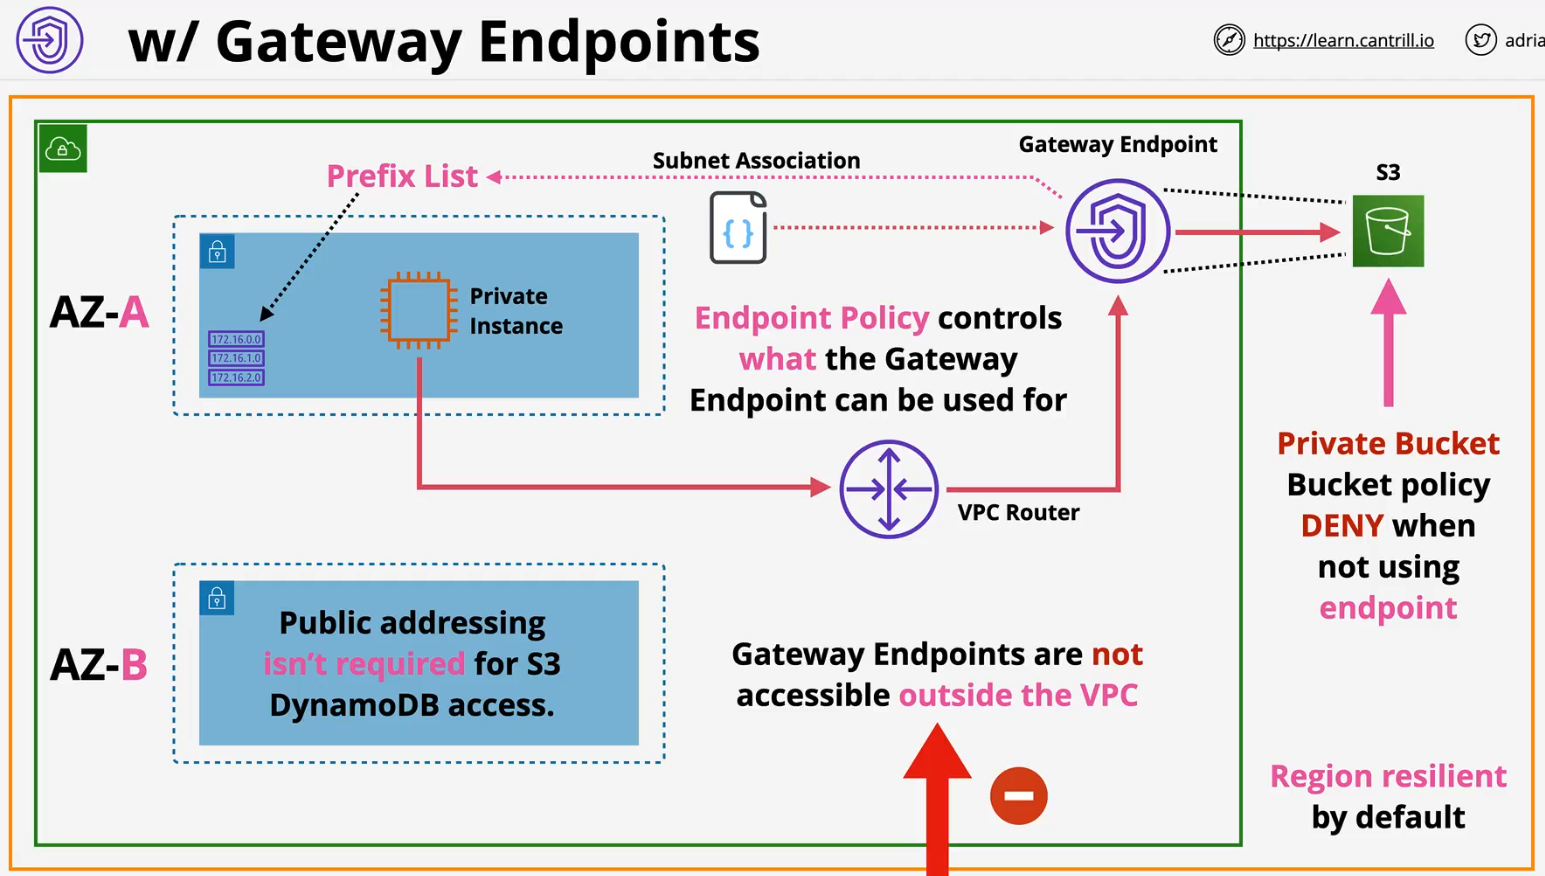 w/ Gateway Endpoints
https://learn.cantrill.io
adria
Prefix List
Subnet Association
Gateway Endpoint
S3
{ }
AZ-A
Private
Instance
172.16.0.0
172.16.1.0
172.16.2.0
Endpoint Policy controls
what the Gateway
Endpoint can be used for
VPC Router
Private Bucket
Bucket policy
DENY when
not using
endpoint
AZ-B
Public addressing
isn't required for S3
DynamoDB access.
Gateway Endpoints are not
accessible outside the VPC
Region resilient
by default